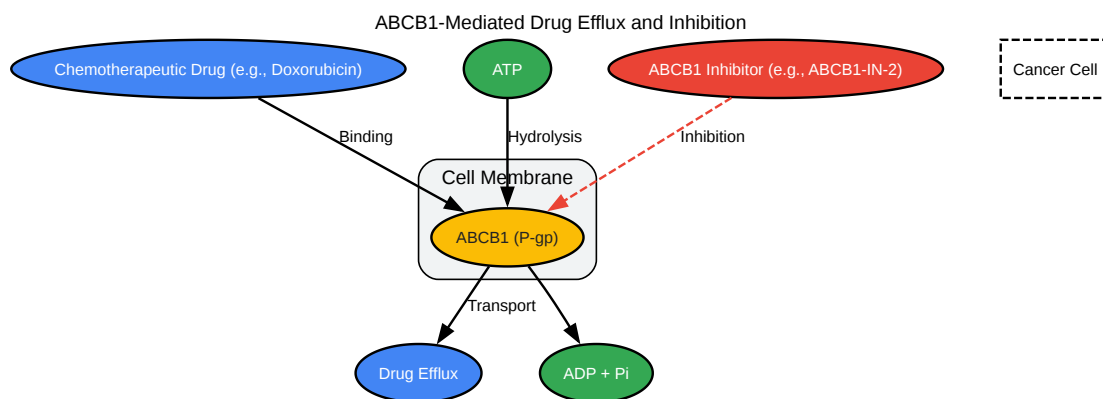 ABCB1-Mediated Drug Efflux and Inhibition
Chemotherapeutic Drug (e.g., Doxorubicin)
ATP
ABCB1 Inhibitor (e.g., ABCB1-IN-2)
Cancer Cell
Binding
Hydrolysis
Inhibition
Cell Membrane
ABCB1 (P-gp)
Transport
Drug Efflux
ADP + Pi